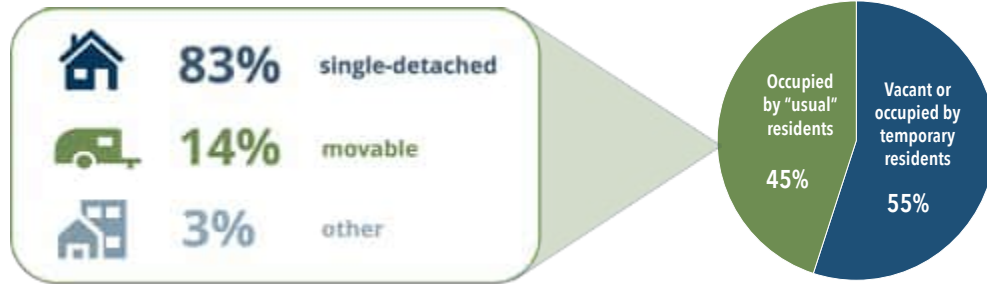 83% single-detached
14% movable
3% other
Occupied
by “usual”
residents
45%
Vacant or
occupied by
temporary
residents
55%